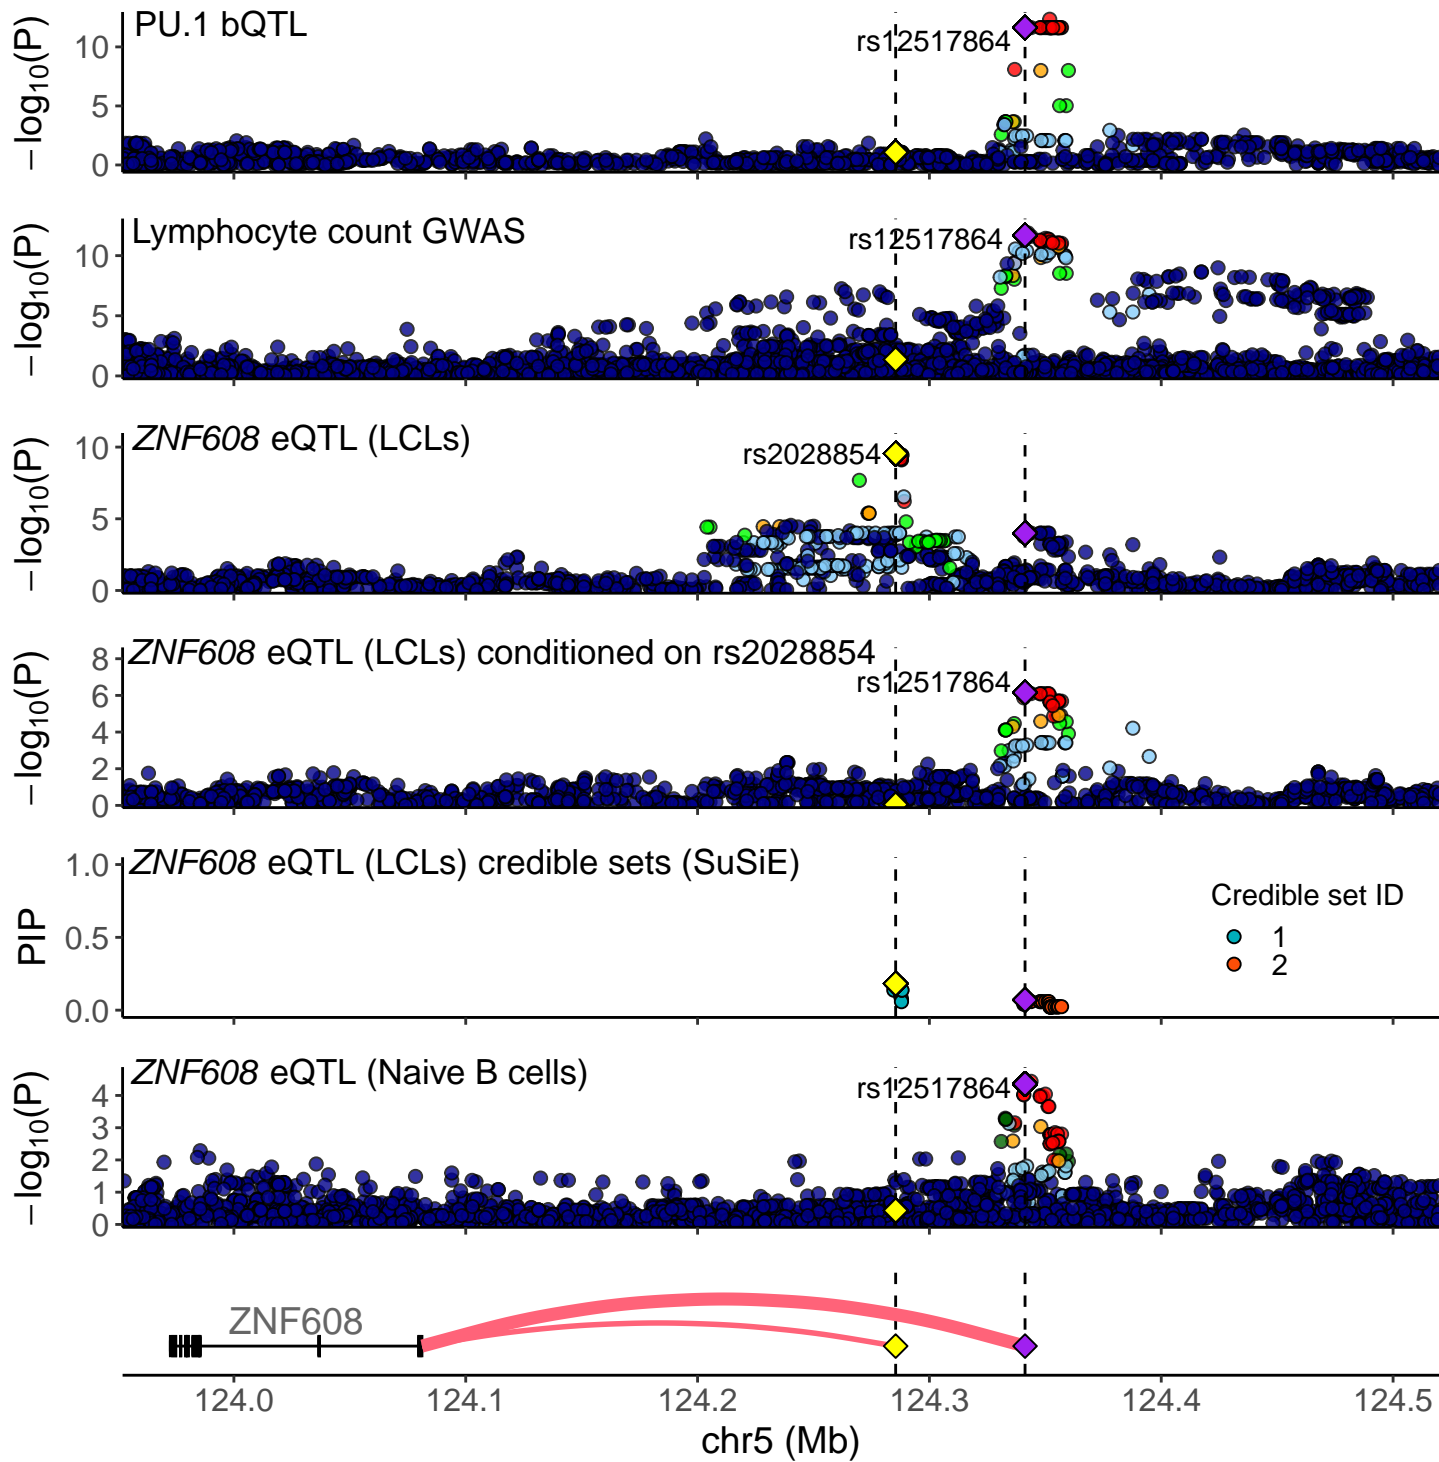 PU.1 bQTL
rs12517864
−log10(P)
10
5
0
Lymphocyte count GWAS
rs12517864
−log10(P)
10
5
0
ZNF608 eQTL (LCLs)
rs2028854
−log10(P)
10
5
0
ZNF608 eQTL (LCLs) conditioned on rs2028854
rs12517864
−log10(P)
8
6
4
2
0
ZNF608 eQTL (LCLs) credible sets (SuSiE)
PIP
1.0
0.5
0.0
Credible set ID
1
2
ZNF608 eQTL (Naive B cells)
rs12517864
−log10(P)
4
3
2
1
0
ZNF608
124.0 124.1 124.2 124.3 124.4 124.5
chr5 (Mb)